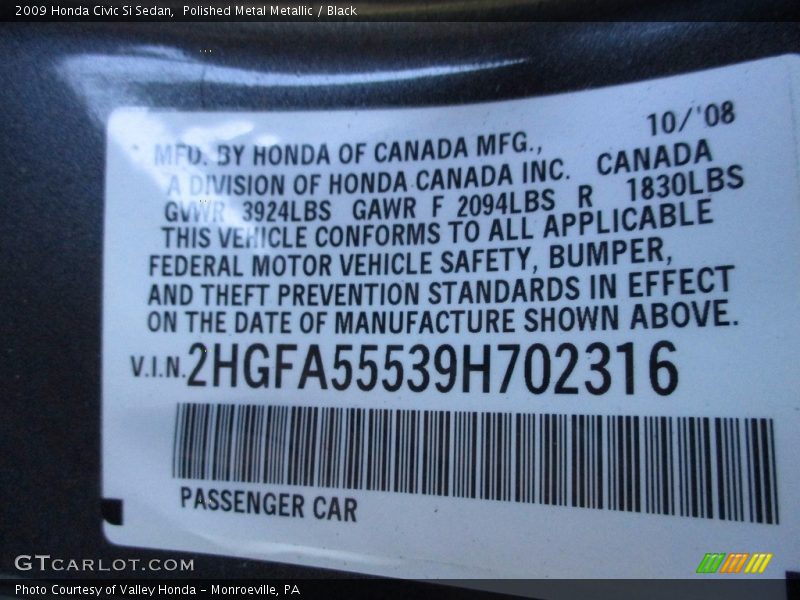 2009 Honda Civic Si Sedan, Polished Metal Metallic / Black
10/'08
MFD. BY HONDA OF CANADA MFG.,
A DIVISION OF HONDA CANADA INC. CANADA
GVWR 3924LBS GAWR F 2094LBS R 1830LBS
THIS VEHICLE CONFORMS TO ALL APPLICABLE
FEDERAL MOTOR VEHICLE SAFETY, BUMPER,
AND THEFT PREVENTION STANDARDS IN EFFECT
ON THE DATE OF MANUFACTURE SHOWN ABOVE.
V.I.N. 2HGFA55539H702316
PASSENGER CAR
GTCARLOT.COM
Photo Courtesy of Valley Honda - Monroeville, PA